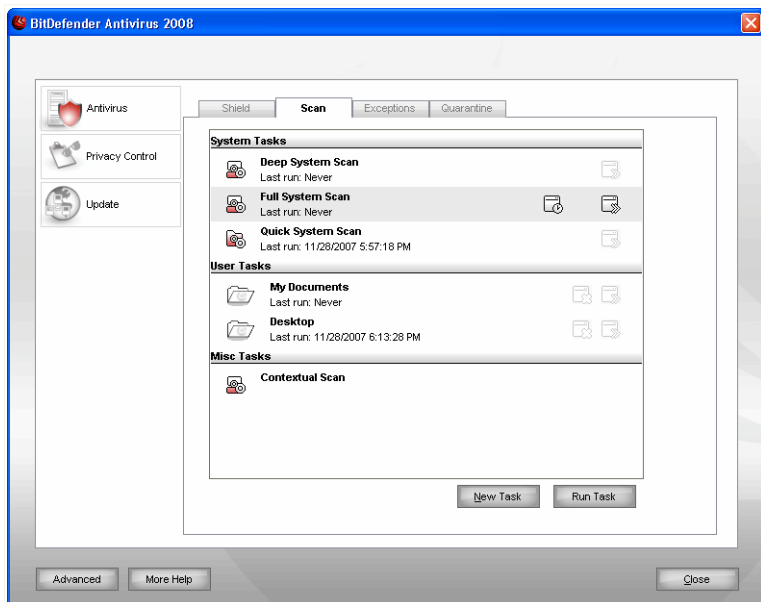 BitDefender Antivirus 2008
Antivirus
Privacy Control
Update
Shield
Scan
Exceptions
Quarantine
System Tasks
Deep System Scan
Last run: Never
Full System Scan
Last run: Never
Quick System Scan
Last run: 11/28/2007 5:57:18 PM
User Tasks
My Documents
Last run: Never
Desktop
Last run: 11/28/2007 6:13:28 PM
Misc Tasks
Contextual Scan
New Task
Run Task
Advanced
More Help
Close